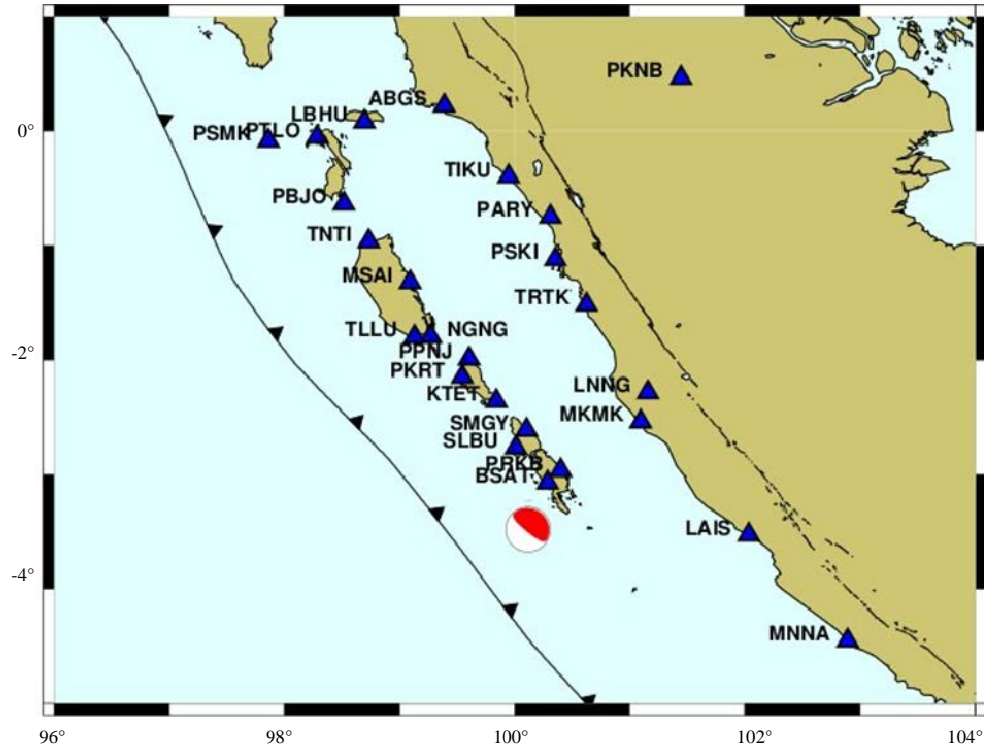 PKNB
ABGS
LBHU
PSMK
PTLO
0°
TIKU
PBJO
PARY
TNTI
PSKI
MSAI
TRTK
TLLU
NGNG
PPNJ
-2°
PKRT
LNNG
KTET
MKMK
SMGY
SLBU
PRKB
BSAT
LAIS
-4°
MNNA
96°
98°
100°
102°
104°